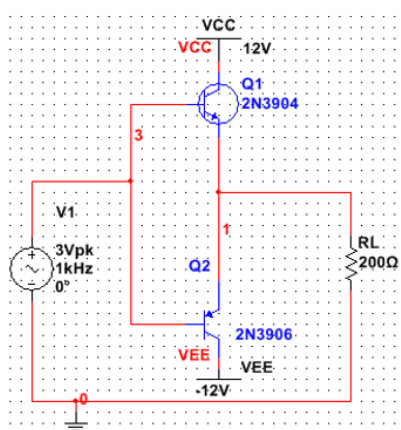 VCC
VCC 12V
Q1
2N3904
3
V1
1
RL
3Vpk
200Ω
1kHz
Q2
0°
2N3906
VEE
VEE
-12V
0